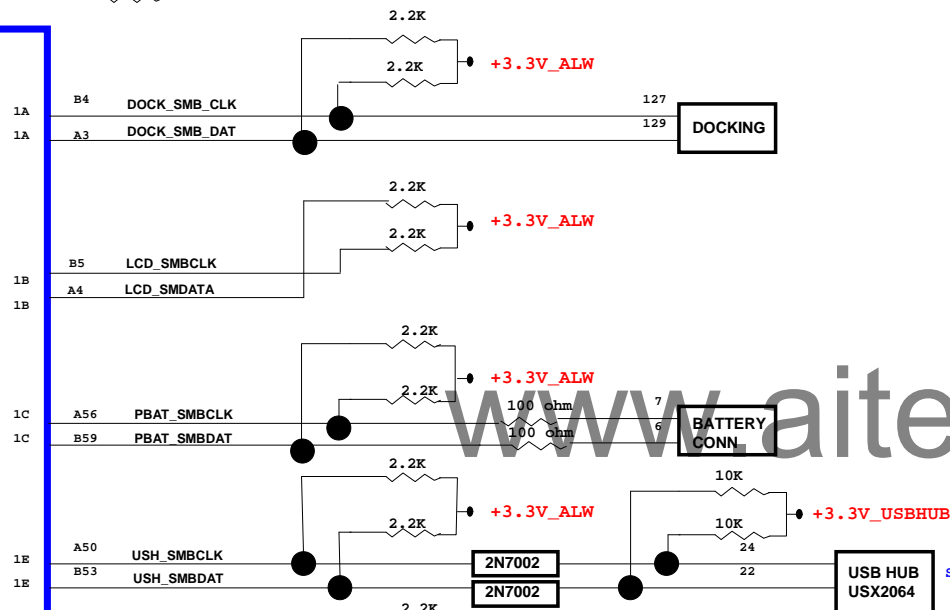 2.2K
2.2K
+3.3V_ALW
1A B4 DOCK_SMB_CLK 127
1A A3 DOCK_SMB_DAT 129
DOCKING
2.2K
2.2K
+3.3V_ALW
1B B5 LCD_SMBCLK
1B A4 LCD_SMDATA
2.2K
2.2K
+3.3V_ALW
www.aite
1C A56 PBAT_SMBCLK 100 ohm 7
1C B59 PBAT_SMBDAT 100 ohm 6
BATTERY
CONN
2.2K
2.2K
+3.3V_ALW
10K
10K
+3.3V_USBHUB
1E A50 USH_SMBCLK 2N7002 24
1E B53 USH_SMBDAT 2N7002 22
USB HUB
USX2064
2.2K